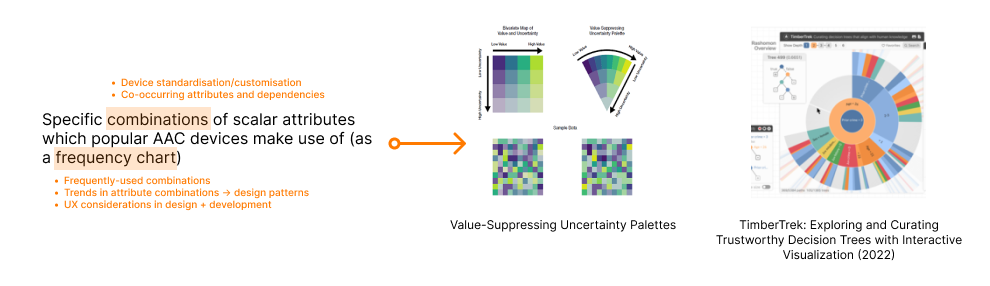 Device standardisation/customisation
Co-occurring attributes and dependencies
Specific combinations of scalar attributes
which popular AAC devices make use of (as
a frequency chart)
Frequently-used combinations
Trends in attribute combinations → design patterns
UX considerations in design + development
Bivariate Map of
Value and Uncertainty
Low Value
High Value
Low Uncertainty
High Uncertainty
Value Suppressing
Uncertainty Palette
Low Value
High Value
Low Uncertainty
High Uncertainty
Sample Data
Value-Suppressing Uncertainty Palettes
TimberTrek
Overview
TimberTrek: Exploring and Curating
Trustworthy Decision Trees with Interactive
Visualization (2022)